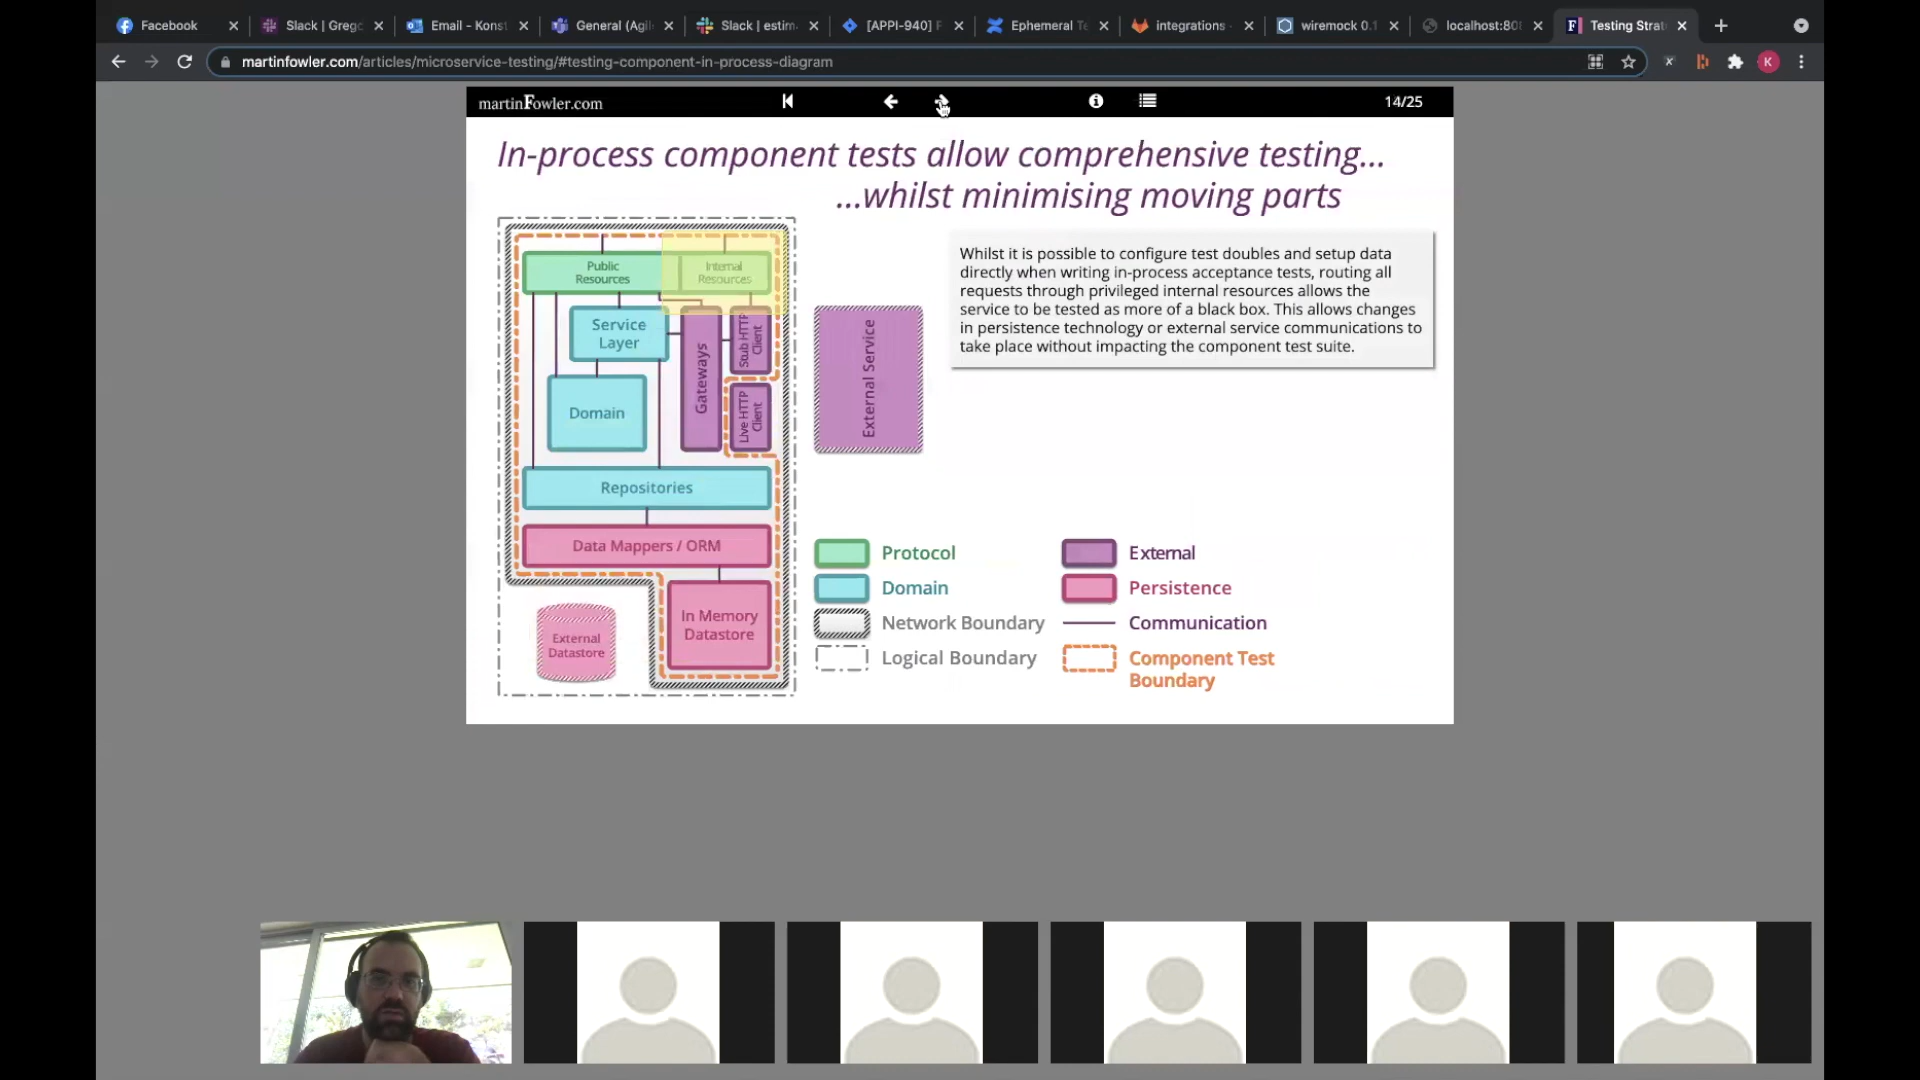 Facebook
Slack | Grego
Email - Konst
General (Agil
Slack | estim
[APPI-940] F
Ephemeral Te
integrations ·
wiremock 0.1
localhost:808
Testing Strat
martinfowler.com/articles/microservice-testing/#testing-component-in-process-diagram
K
martinFowler.com
14/25
In-process component tests allow comprehensive testing...
...whilst minimising moving parts
Whilst it is possible to configure test doubles and setup data
directly when writing in-process acceptance tests, routing all
requests through privileged internal resources allows the
service to be tested as more of a black box. This allows changes
in persistence technology or external service communications to
take place without impacting the component test suite.
Public
Resources
Internal
Resources
Service
Layer
Gateways
Stub HTTP
Client
Live HTTP
Client
External Service
Domain
Repositories
Data Mappers / ORM
In Memory
Datastore
External
Datastore
Protocol
Domain
Network Boundary
Logical Boundary
External
Persistence
Communication
Component Test
Boundary